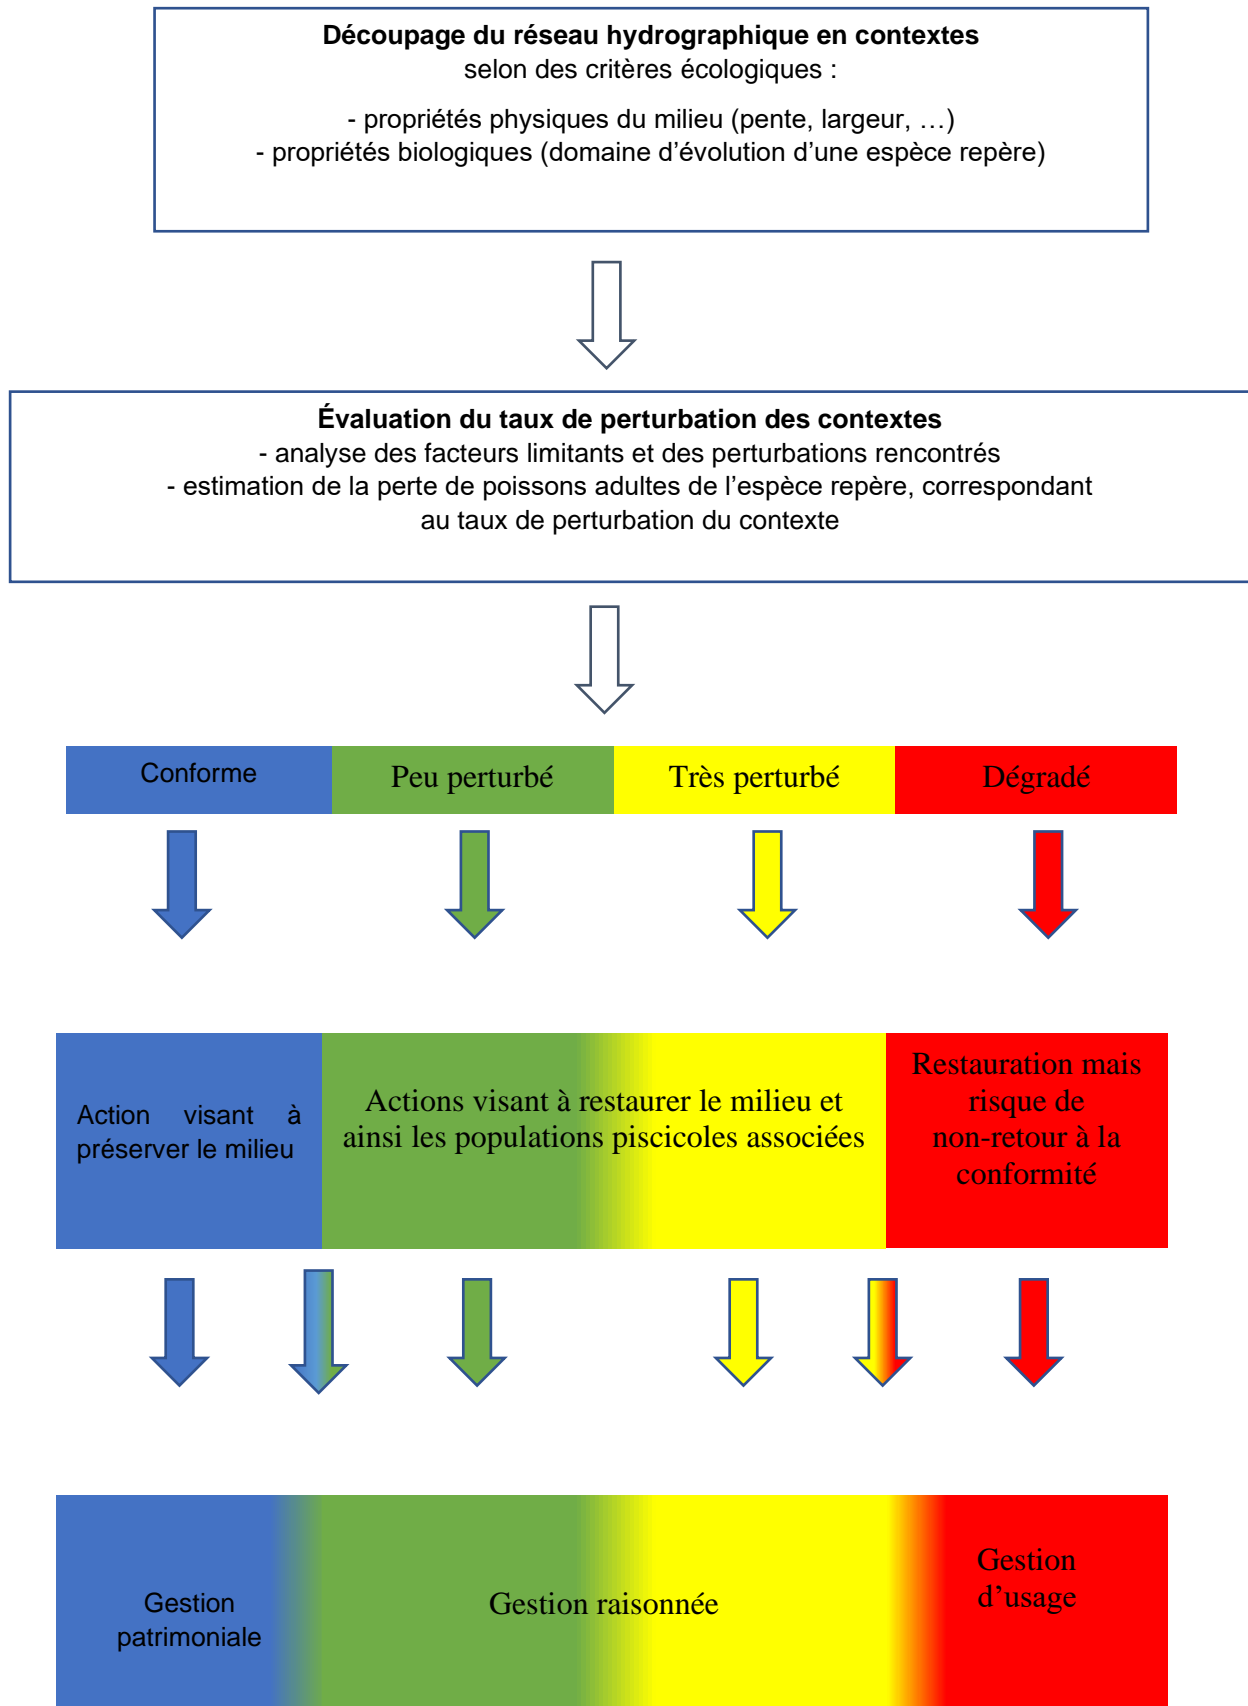 Découpage du réseau hydrographique en contextes
selon des critères écologiques :
- propriétés physiques du milieu (pente, largeur, …)
- propriétés biologiques (domaine d’évolution d’une espèce repère)
Évaluation du taux de perturbation des contextes
- analyse des facteurs limitants et des perturbations rencontrés
- estimation de la perte de poissons adultes de l’espèce repère, correspondant
au taux de perturbation du contexte
Conforme
Peu perturbé
Très perturbé
Dégradé
Action visant à
préserver le milieu
Actions visant à restaurer le milieu et
ainsi les populations piscicoles associées
Restauration mais
risque de
non-retour à la
conformité
Gestion
patrimoniale
Gestion raisonnée
Gestion
d’usage